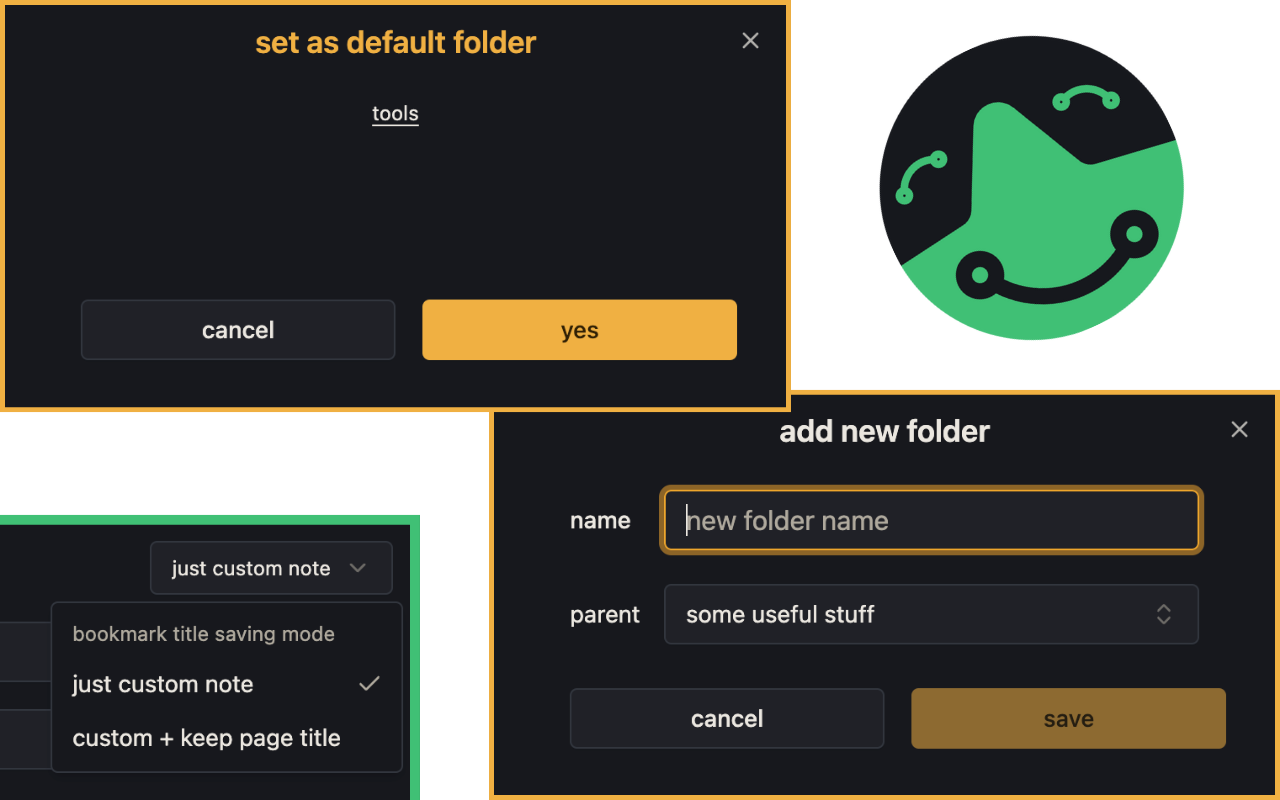 set as default folder
tools
cancel
yes
add new folder
name
new folder name
parent
some useful stuff
cancel
save
just custom note
bookmark title saving mode
just custom note
custom + keep page title